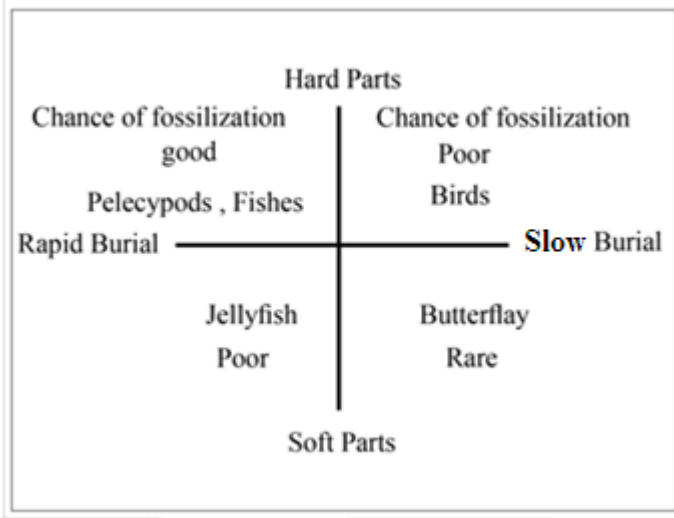 Hard Parts
Chance of fossilization
good
Pelecypods , Fishes
Chance of fossilization
Poor
Birds
Rapid Burial
Slow Burial
Jellyfish
Poor
Butterflay
Rare
Soft Parts